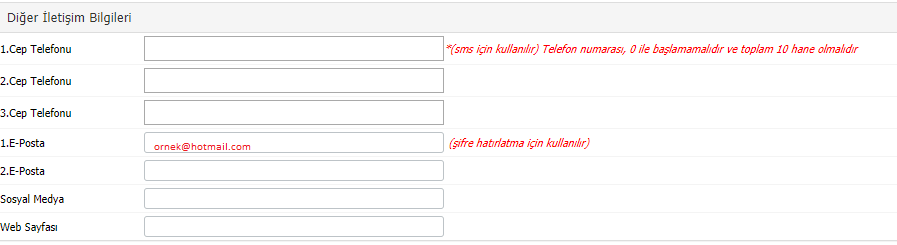 Diğer İletişim Bilgileri
1.Cep Telefonu *(sms için kullanılır) Telefon numarası, 0 ile başlamamalıdır ve toplam 10 hane olmalıdır
2.Cep Telefonu
3.Cep Telefonu
1.E-Posta ornek@hotmail.com (şifre hatırlatma için kullanılır)
2.E-Posta
Sosyal Medya
Web Sayfası